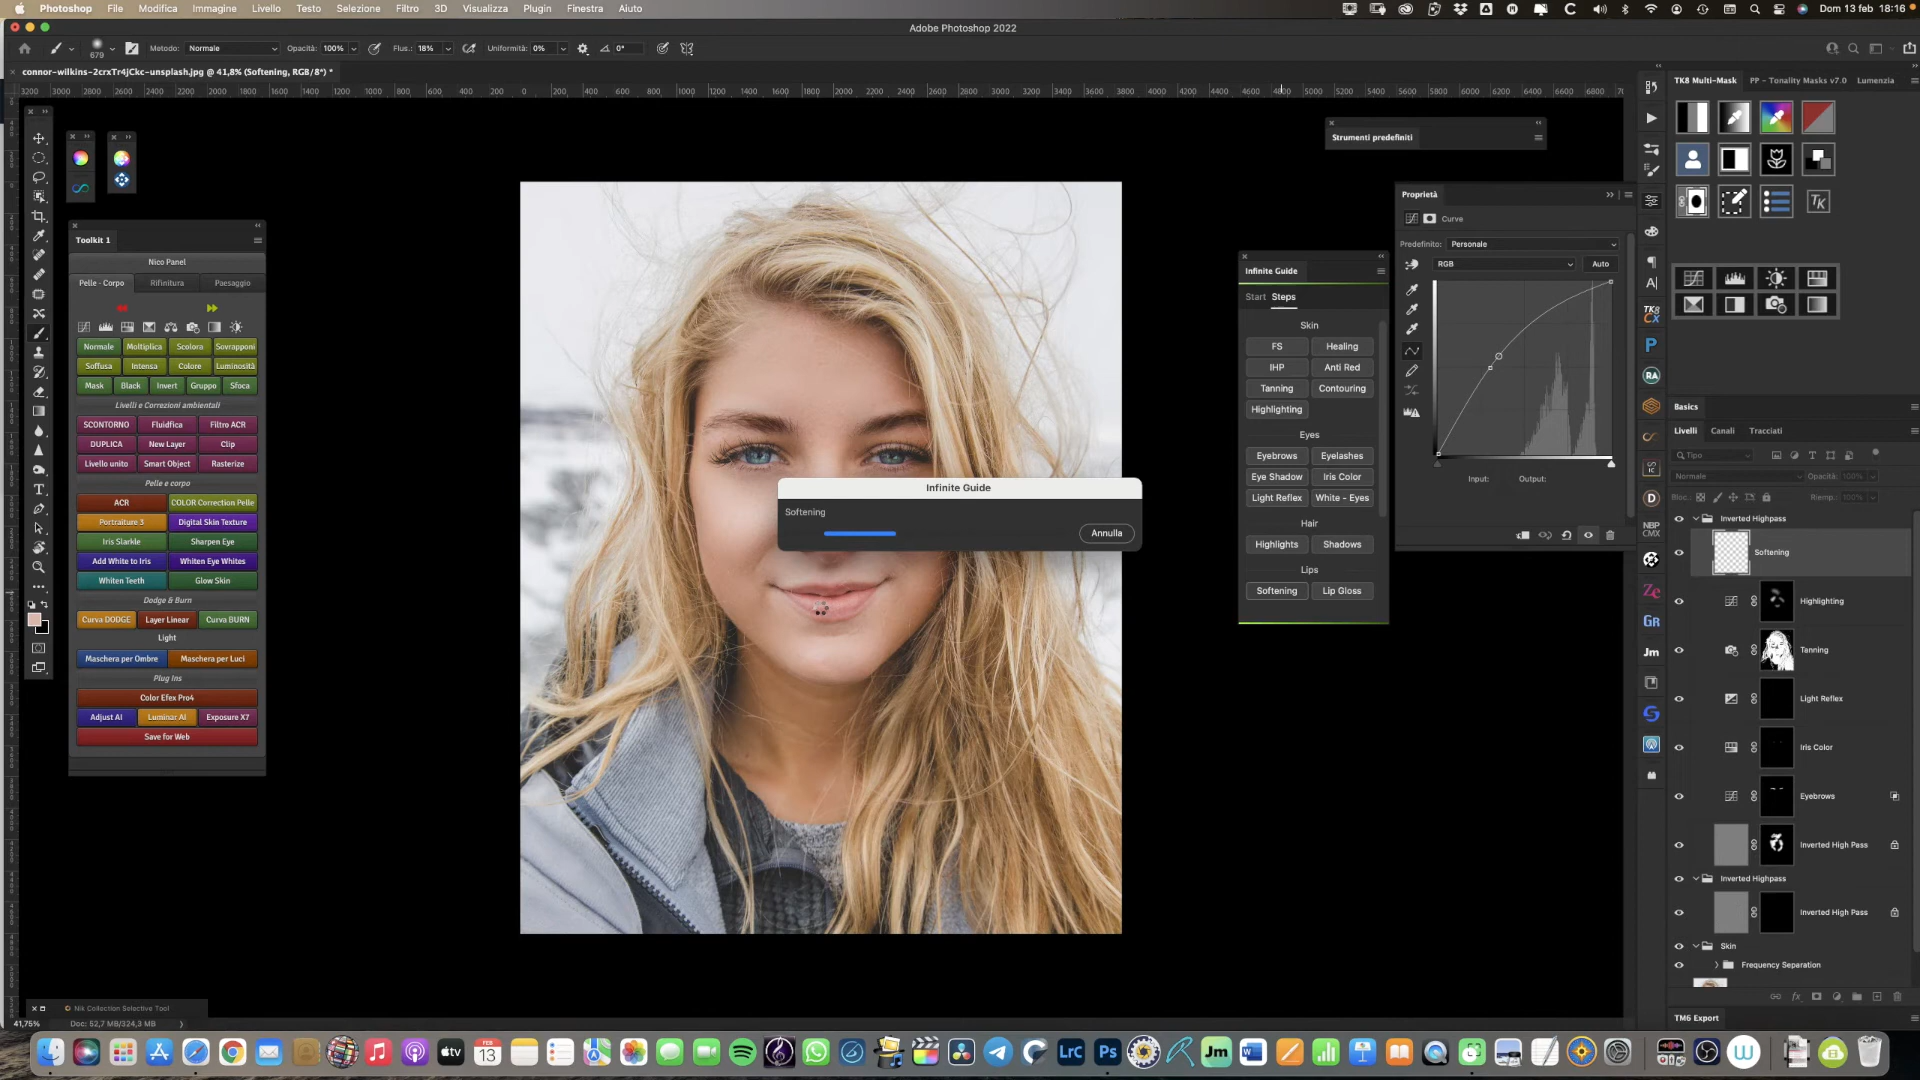 Photoshop File Modifica Immagine Livello Testo Selezione Filtro 3D Visualizza Plugin Finestra Aiuto
Dom 13 feb 18:16
Adobe Photoshop 2022
679 Metodo: Normale Opacità: 100% Flus.: 18% Uniformità: 0% 0°
connor-wilkins-2crxTr4jCkc-unsplash.jpg @ 41,8% (Softening, RGB/8*) *
TK8 Multi-Mask PP - Tonality Masks v7.0 Lumenzia
Strumenti predefiniti
Toolkit 1
Nico Panel
Pelle - Corpo Rifinitura Paesaggio
Normale Moltiplica Scolora Sovrapponi
Soffusa Intensa Colore Luminosità
Mask Black Invert Gruppo Sfoca
Livelli e Correzioni ambientali
SCONTORNO Fluidifica Filtro ACR
DUPLICA New Layer Clip
Livello unito Smart Object Rasterize
Pelle e corpo
ACR COLOR Correction Pelle
Portraiture 3 Digital Skin Texture
Iris Slarkle Sharpen Eye
Add White to Iris Whiten Eye Whites
Whiten Teeth Glow Skin
Dodge & Burn
Curva DODGE Layer Linear Curva BURN
Light
Maschera per Ombre Maschera per Luci
Plug Ins
Color Efex Pro4
Adjust AI Luminar AI Exposure X7
Save for Web
Infinite Guide
Softening
Annulla
Infinite Guide
Start Steps
Skin
FS Healing
IHP Anti Red
Tanning Contouring
Highlighting
Eyes
Eyebrows Eyelashes
Eye Shadow Iris Color
Light Reflex White - Eyes
Hair
Highlights Shadows
Lips
Softening Lip Gloss
Proprietà
Curve
Predefinito: Personale
RGB Auto
Input: Output:
Basics
Livelli Canali Tracciati
Tipo
Normale Opacità: 100%
Bloc.: Riemp.: 100%
Inverted Highpass
Softening
Highlighting
Tanning
Light Reflex
Iris Color
Eyebrows
Inverted High Pass
Inverted Highpass
Inverted High Pass
Skin
Frequency Separation
TM6 Export
Nik Collection Selective Tool
41,75% Doc: 52,7 MB/324,3 MB